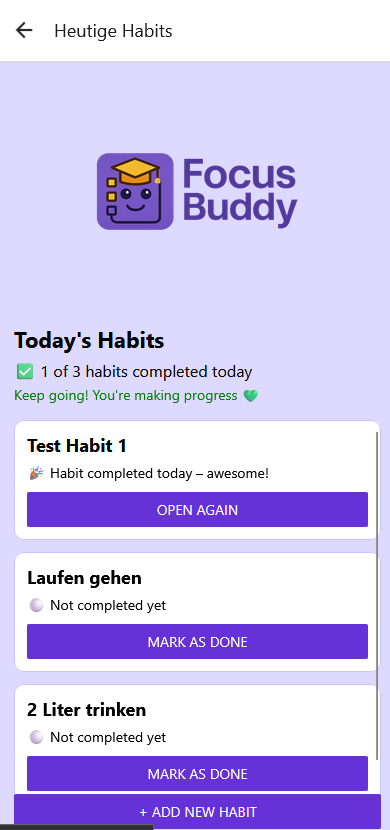 Heutige Habits
Focus
Buddy
Today's Habits
✅ 1 of 3 habits completed today
Keep going! You're making progress 💚
Test Habit 1
🎉 Habit completed today – awesome!
OPEN AGAIN
Laufen gehen
Not completed yet
MARK AS DONE
2 Liter trinken
Not completed yet
MARK AS DONE
+ ADD NEW HABIT